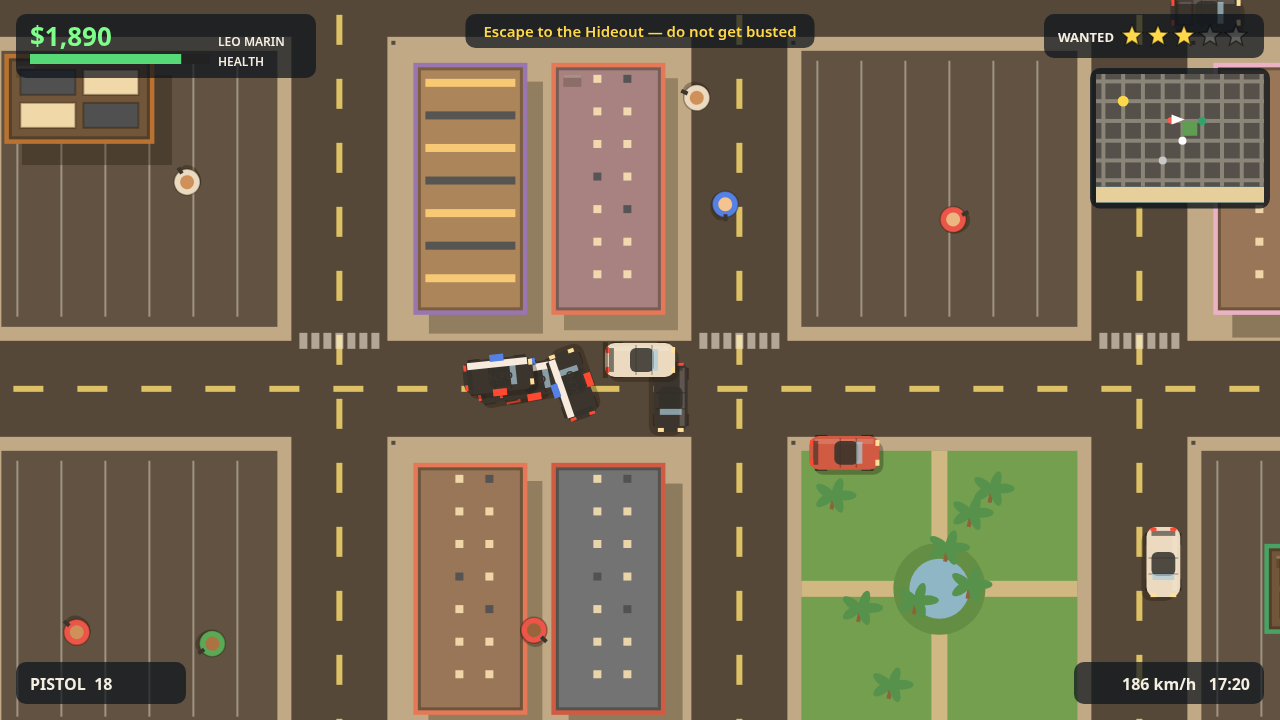 $1,890
LEO MARIN
HEALTH
Escape to the Hideout — do not get busted
WANTED
PISTOL 18
186 km/h 17:20